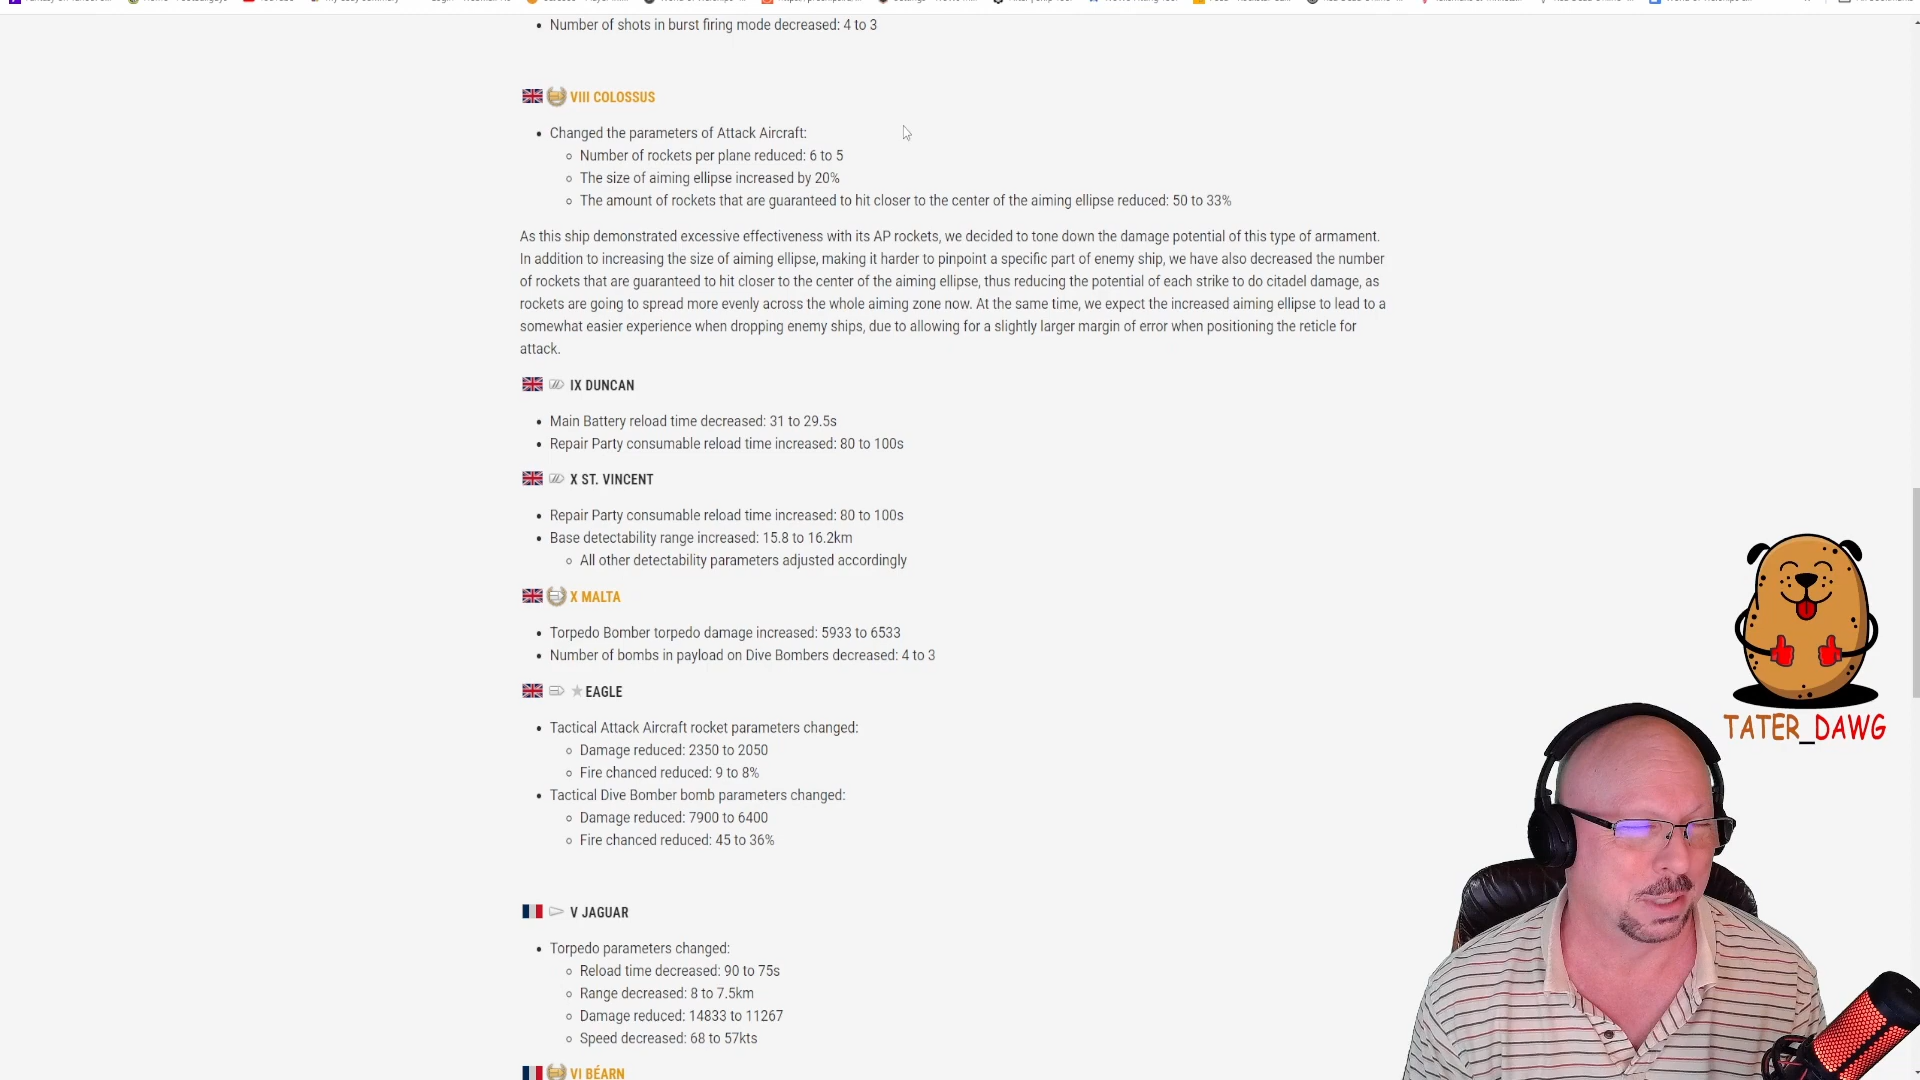 Number of shots in burst firing mode decreased: 4 to 3
VIII COLOSSUS
Changed the parameters of Attack Aircraft:
Number of rockets per plane reduced: 6 to 5
The size of aiming ellipse increased by 20%
The amount of rockets that are guaranteed to hit closer to the center of the aiming ellipse reduced: 50 to 33%
As this ship demonstrated excessive effectiveness with its AP rockets, we decided to tone down the damage potential of this type of armament.
In addition to increasing the size of aiming ellipse, making it harder to pinpoint a specific part of enemy ship, we have also decreased the number
of rockets that are guaranteed to hit closer to the center of the aiming ellipse, thus reducing the potential of each strike to do citadel damage, as
rockets are going to spread more evenly across the whole aiming zone now. At the same time, we expect the increased aiming ellipse to lead to a
somewhat easier experience when dropping enemy ships, due to allowing for a slightly larger margin of error when positioning the reticle for
attack.
IX DUNCAN
Main Battery reload time decreased: 31 to 29.5s
Repair Party consumable reload time increased: 80 to 100s
X ST. VINCENT
Repair Party consumable reload time increased: 80 to 100s
Base detectability range increased: 15.8 to 16.2km
All other detectability parameters adjusted accordingly
X MALTA
Torpedo Bomber torpedo damage increased: 5933 to 6533
Number of bombs in payload on Dive Bombers decreased: 4 to 3
EAGLE
Tactical Attack Aircraft rocket parameters changed:
Damage reduced: 2350 to 2050
Fire chanced reduced: 9 to 8%
Tactical Dive Bomber bomb parameters changed:
Damage reduced: 7900 to 6400
Fire chanced reduced: 45 to 36%
V JAGUAR
Torpedo parameters changed:
Reload time decreased: 90 to 75s
Range decreased: 8 to 7.5km
Damage reduced: 14833 to 11267
Speed decreased: 68 to 57kts
VI BÉARN
TATER_DAWG